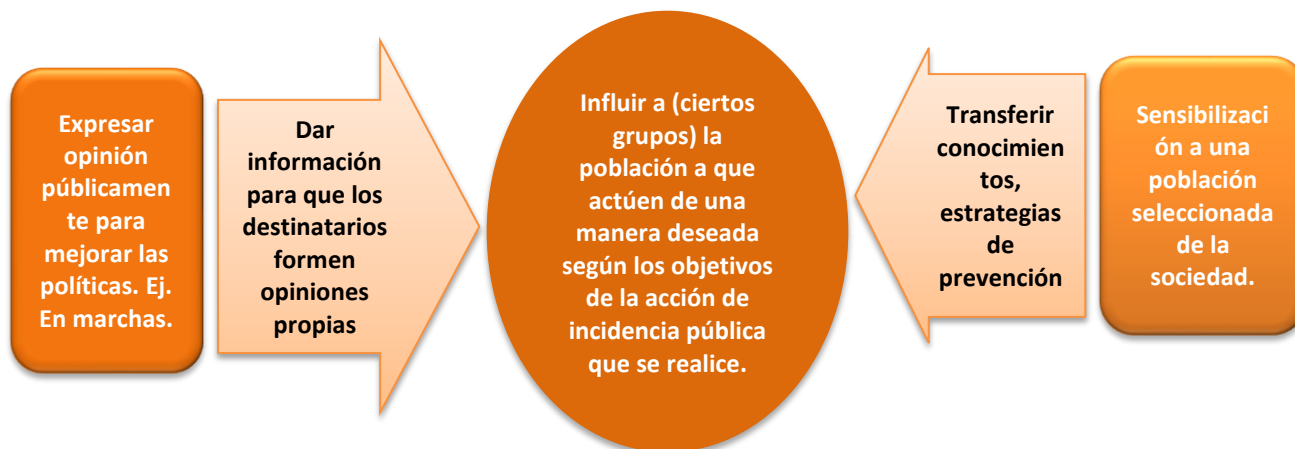 Expresar
opinión
públicamen
te para
mejorar las
políticas. Ej.
En marchas.
Dar
información
para que los
destinatarios
formen
opiniones
propias
Influir a (ciertos
grupos) la
población a que
actúen de una
manera deseada
según los objetivos
de la acción de
incidencia pública
que se realice.
Transferir
conocimien
tos,
estrategias
de
prevención
Sensibilizaci
ón a una
población
seleccionada
de la
sociedad.